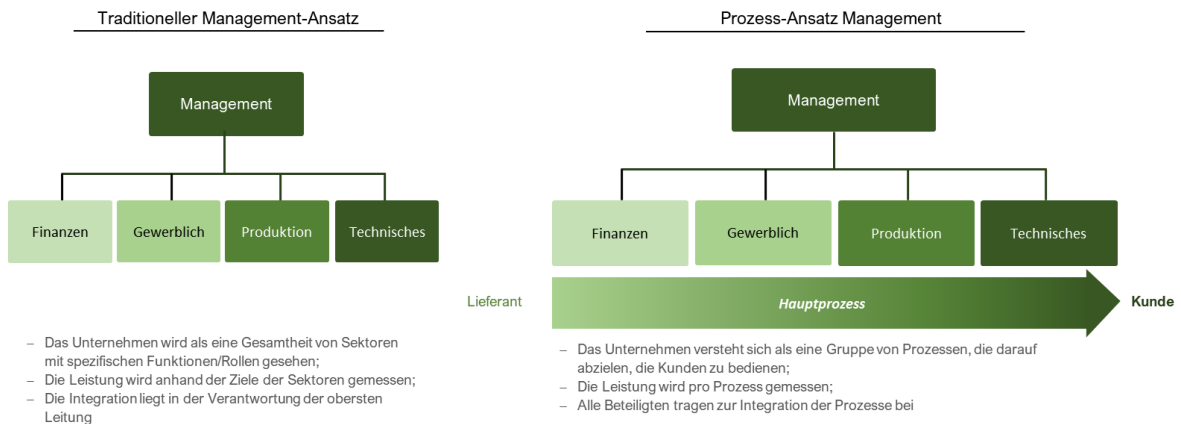 Traditioneller Management-Ansatz
Management
Finanzen
Gewerblich
Produktion
Technisches
– Das Unternehmen wird als eine Gesamtheit von Sektoren
mit spezifischen Funktionen/Rollen gesehen;
– Die Leistung wird anhand der Ziele der Sektoren gemessen;
– Die Integration liegt in der Verantwortung der obersten
Leitung
Prozess-Ansatz Management
Management
Finanzen
Gewerblich
Produktion
Technisches
Lieferant
Hauptprozess
Kunde
– Das Unternehmen versteht sich als eine Gruppe von Prozessen, die darauf
abzielen, die Kunden zu bedienen;
– Die Leistung wird pro Prozess gemessen;
– Alle Beteiligten tragen zur Integration der Prozesse bei